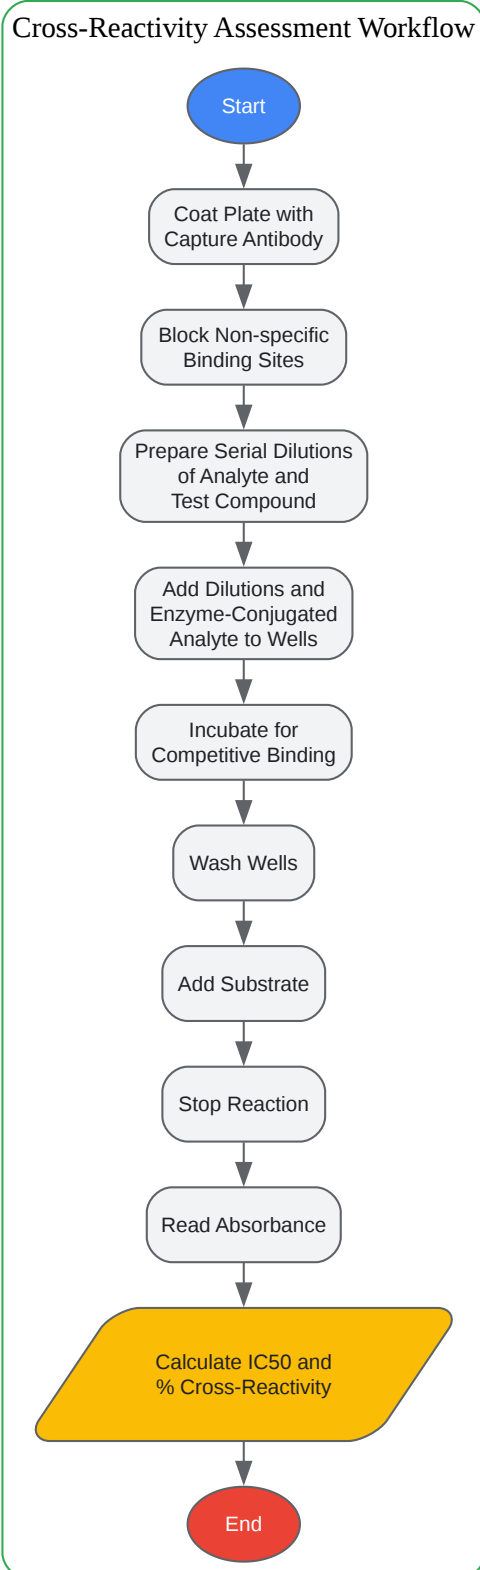 Cross-Reactivity Assessment Workflow
Start
Coat Plate with
Capture Antibody
Block Non-specific
Binding Sites
Prepare Serial Dilutions
of Analyte and
Test Compound
Add Dilutions and
Enzyme-Conjugated
Analyte to Wells
Incubate for
Competitive Binding
Wash Wells
Add Substrate
Stop Reaction
Read Absorbance
Calculate IC50 and
% Cross-Reactivity
End